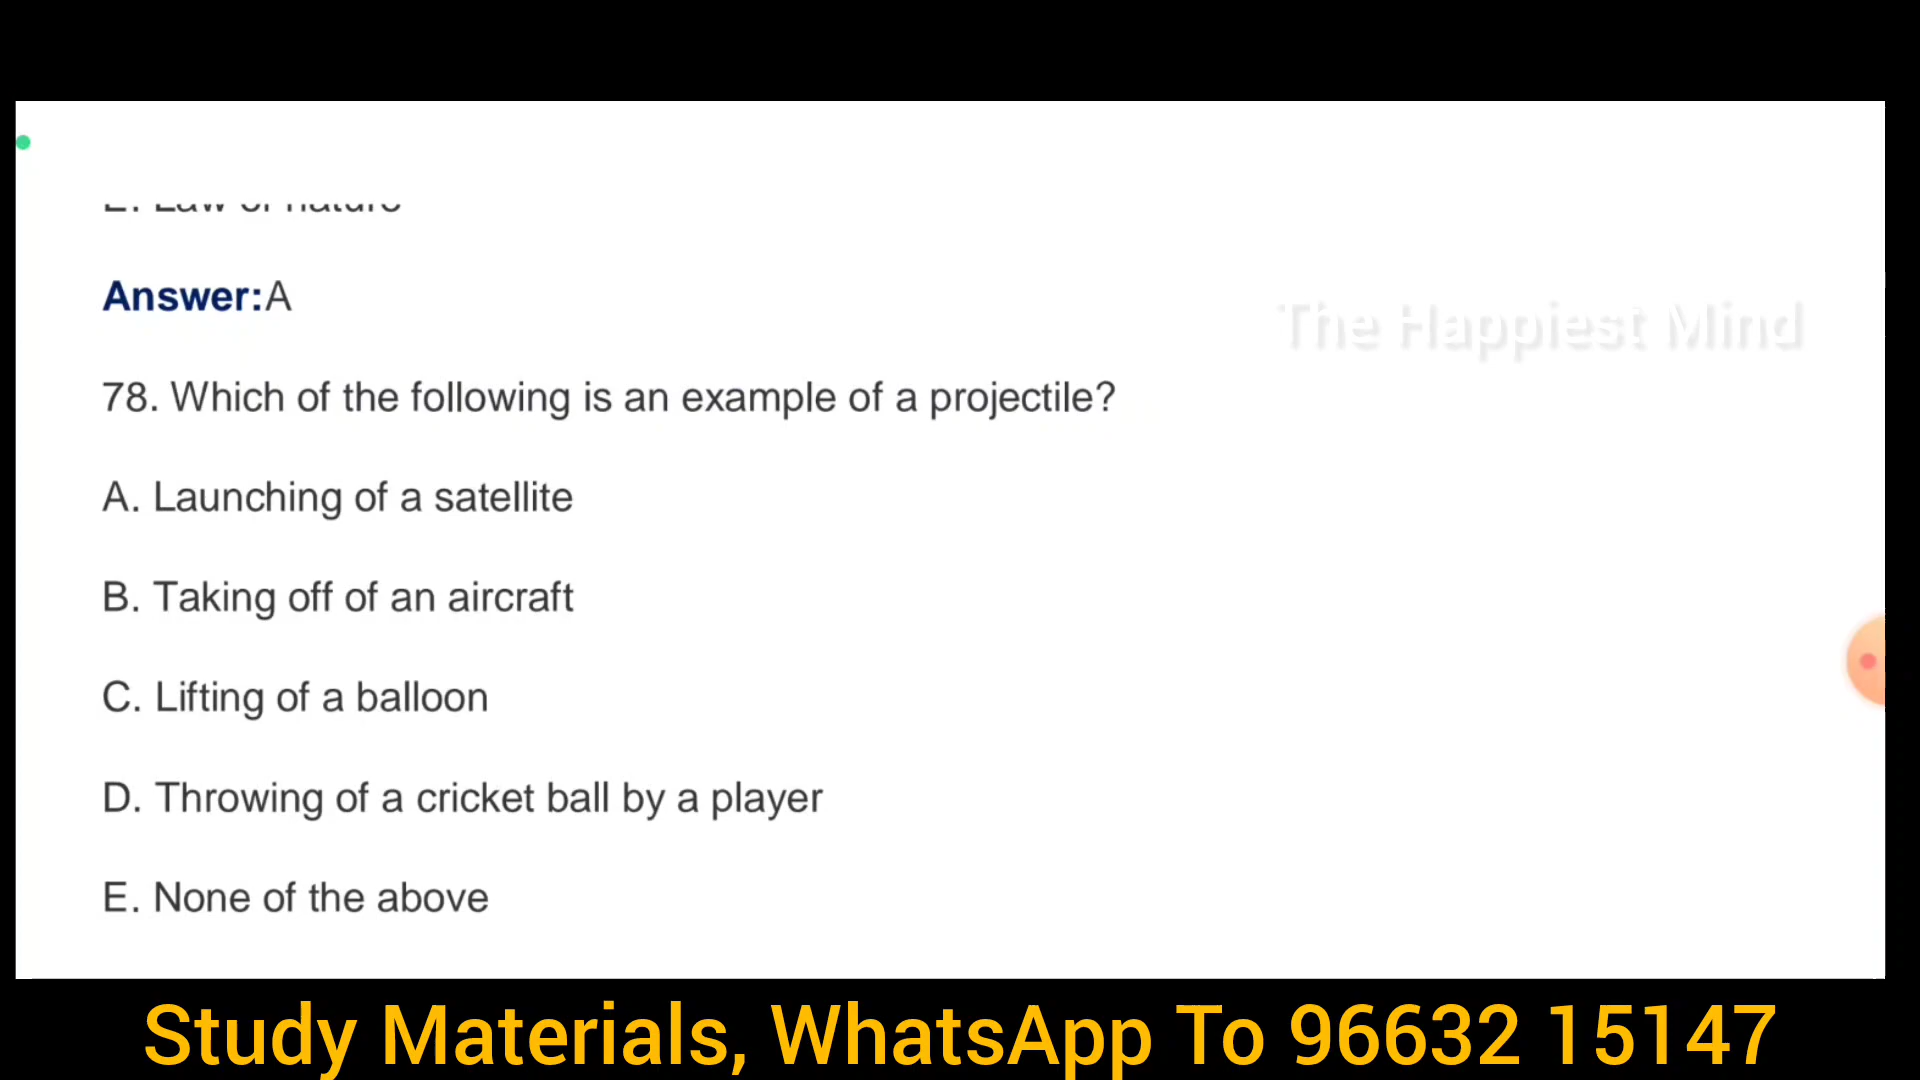 E. Law of nature
Answer:A
The Happiest Mind
78. Which of the following is an example of a projectile?
A. Launching of a satellite
B. Taking off of an aircraft
C. Lifting of a balloon
D. Throwing of a cricket ball by a player
E. None of the above
Study Materials, WhatsApp To 96632 15147